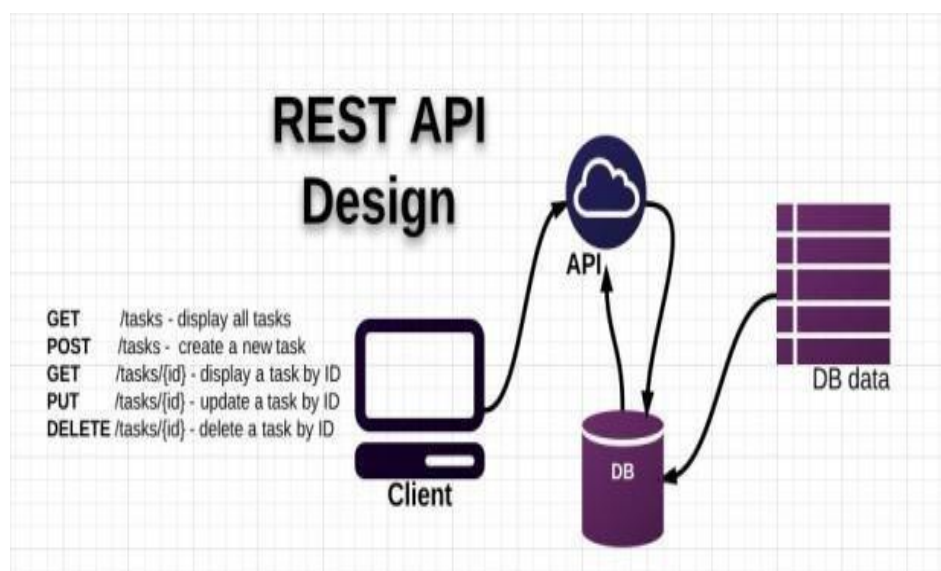 REST API
Design
API
GET /tasks - display all tasks
POST /tasks - create a new task
GET /tasks/{id} - display a task by ID
PUT /tasks/{id} - update a task by ID
DELETE /tasks/{id} - delete a task by ID
Client
DB
DB data